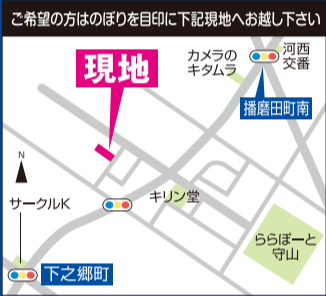 ご希望の方はのぼりを目印に下記現地へお越し下さい
カメラの
キタムラ
河西
交番
現地
播磨田町南
N
キリン堂
サークルK
ららぽーと
守山
下之郷町